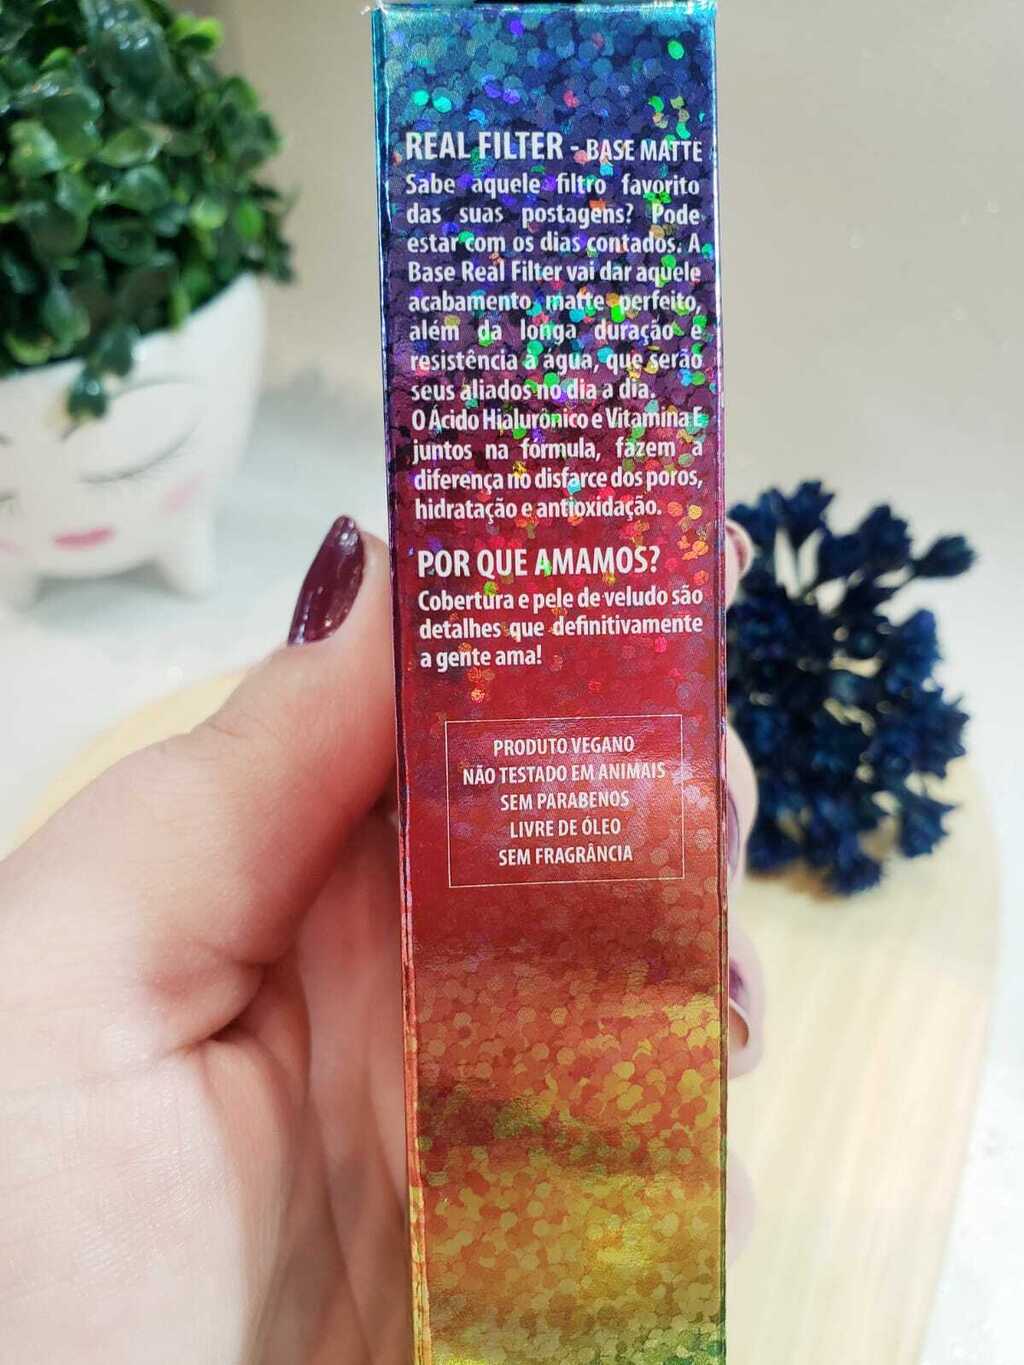 REAL FILTER - BASE MATTE
Sabe aquele filtro favorito
das suas postagens? Pode
estar com os dias contados. A
Base Real Filter vai dar aquele
acabamento matte perfeito,
além da longa duração e
resistência à água, que serão
seus aliados no dia a dia.
O Ácido Hialurônico e Vitamina E
juntos na fórmula, fazem a
diferença no disfarce dos poros,
hidratação e antioxidação.
POR QUE AMAMOS?
Cobertura e pele de veludo são
detalhes que definitivamente
a gente ama!
PRODUTO VEGANO
NÃO TESTADO EM ANIMAIS
SEM PARABENOS
LIVRE DE ÓLEO
SEM FRAGRÂNCIA